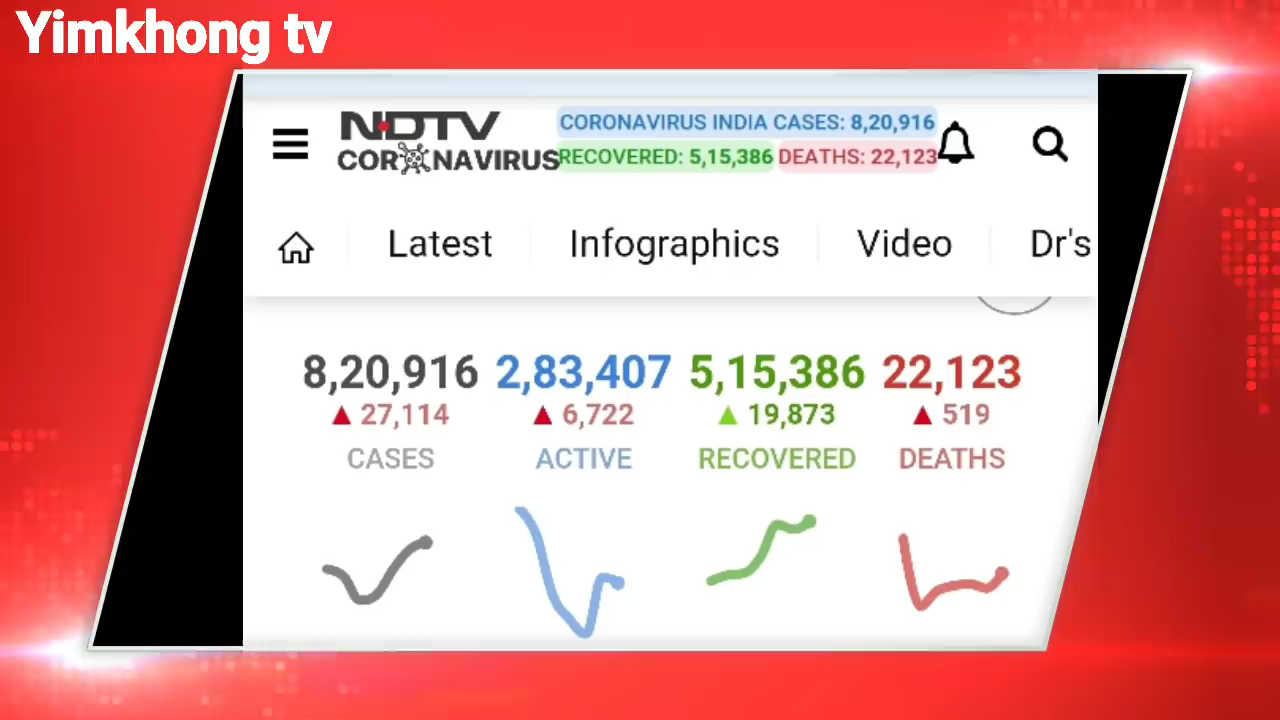 Yimkhong tv
NDTV
CORONAVIRUS
CORONAVIRUS INDIA CASES: 8,20,916
RECOVERED: 5,15,386 DEATHS: 22,123
Latest Infographics Video Dr's
8,20,916 2,83,407 5,15,386 22,123
▲ 27,114 ▲ 6,722 ▲ 19,873 ▲ 519
CASES ACTIVE RECOVERED DEATHS